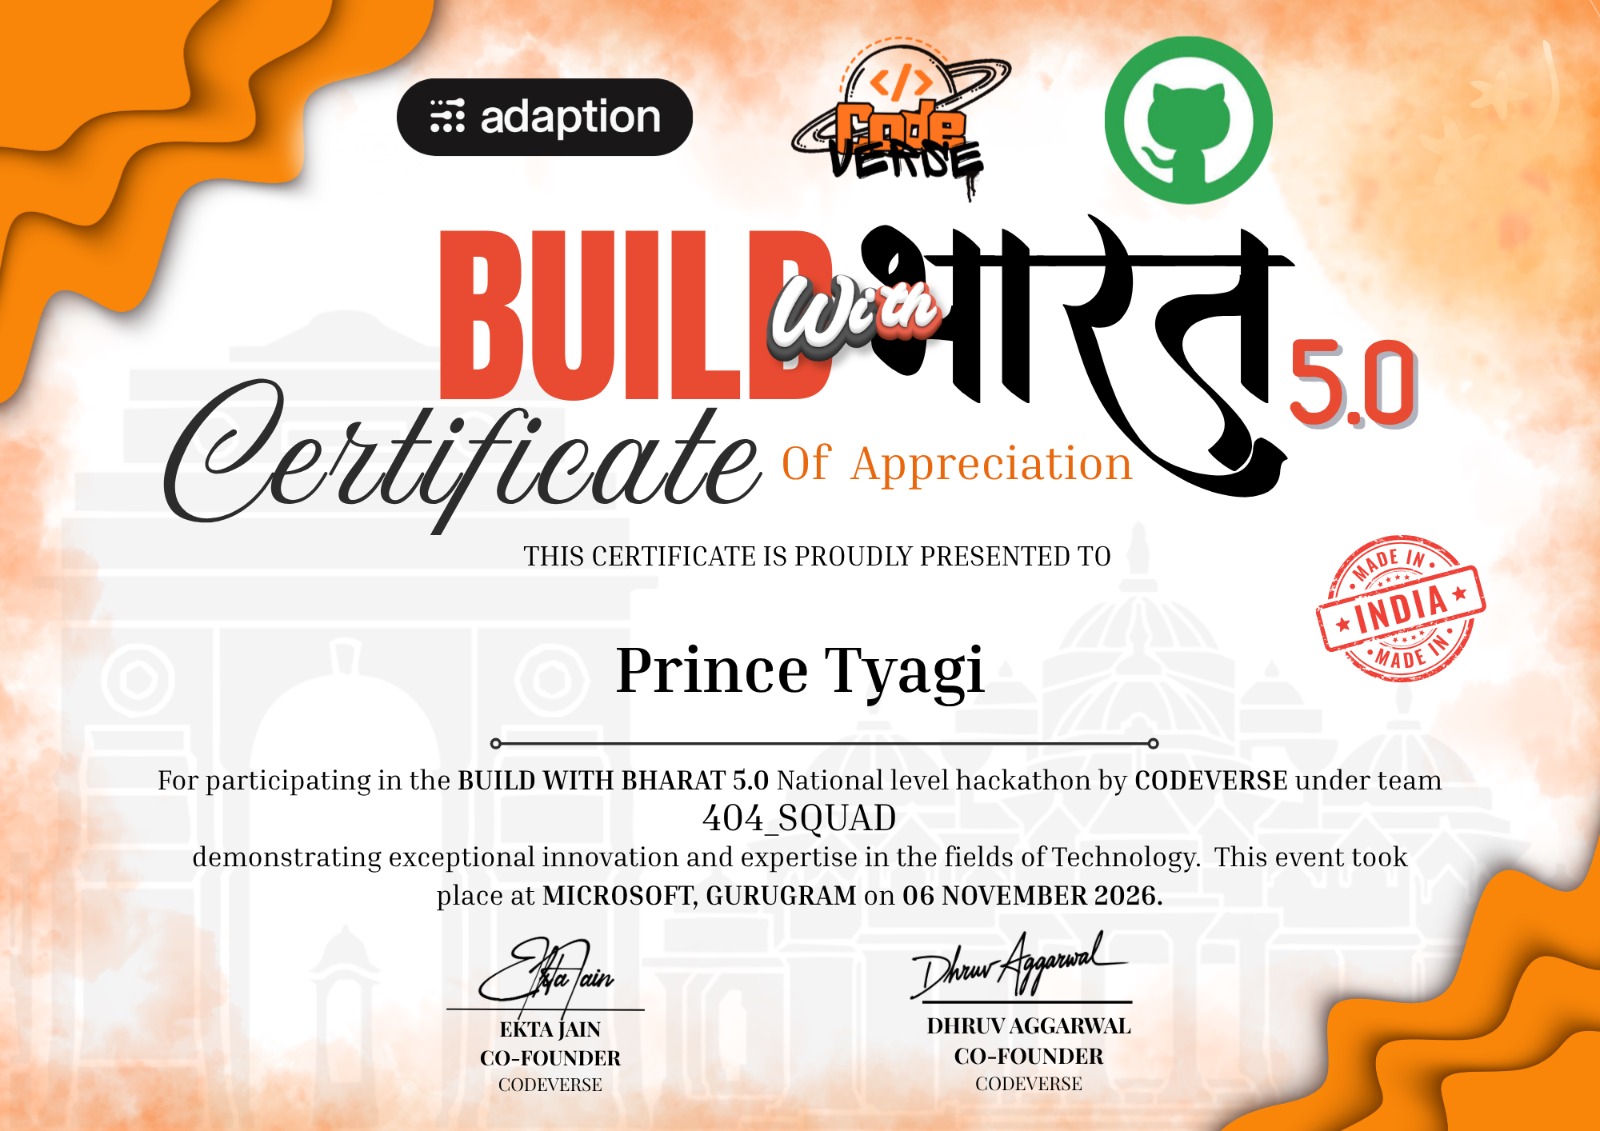 adaption
</>
Code
VERSE
BUILD With भारत 5.0
Certificate Of Appreciation
THIS CERTIFICATE IS PROUDLY PRESENTED TO
MADE IN
INDIA
MADE IN
Prince Tyagi
For participating in the BUILD WITH BHARAT 5.0 National level hackathon by CODEVERSE under team
404_SQUAD
demonstrating exceptional innovation and expertise in the fields of Technology. This event took
place at MICROSOFT, GURUGRAM on 06 NOVEMBER 2026.
Ekta Jain
Dhruv Aggarwal
EKTA JAIN
CO-FOUNDER
CODEVERSE
DHRUV AGGARWAL
CO-FOUNDER
CODEVERSE